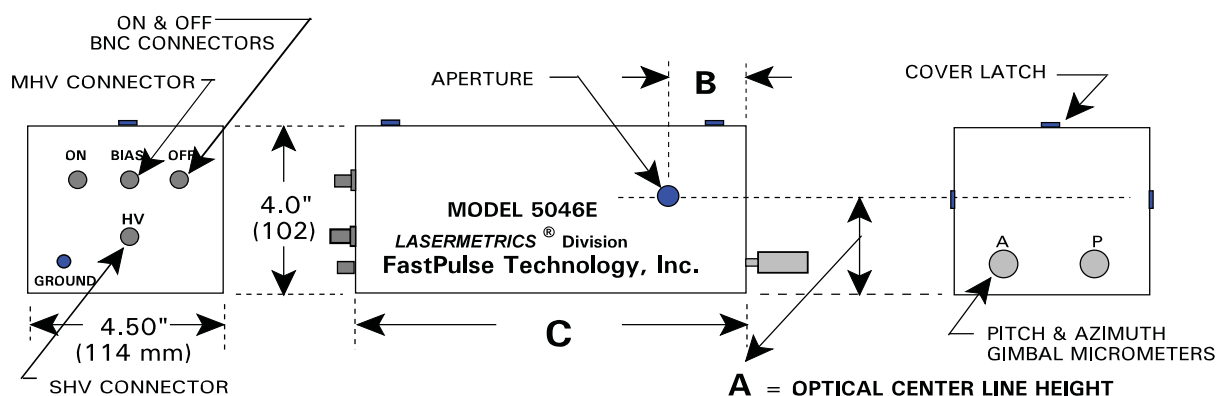 ON & OFF
BNC CONNECTORS
MHV CONNECTOR
APERTURE
B
COVER LATCH
ON
BIAS
OFF
HV
GROUND
4.0"
(102)
4.50"
(114 mm)
SHV CONNECTOR
MODEL 5046E
LASERMETRICS ® Division
FastPulse Technology, Inc.
C
A
P
PITCH & AZIMUTH
GIMBAL MICROMETERS
A = OPTICAL CENTER LINE HEIGHT